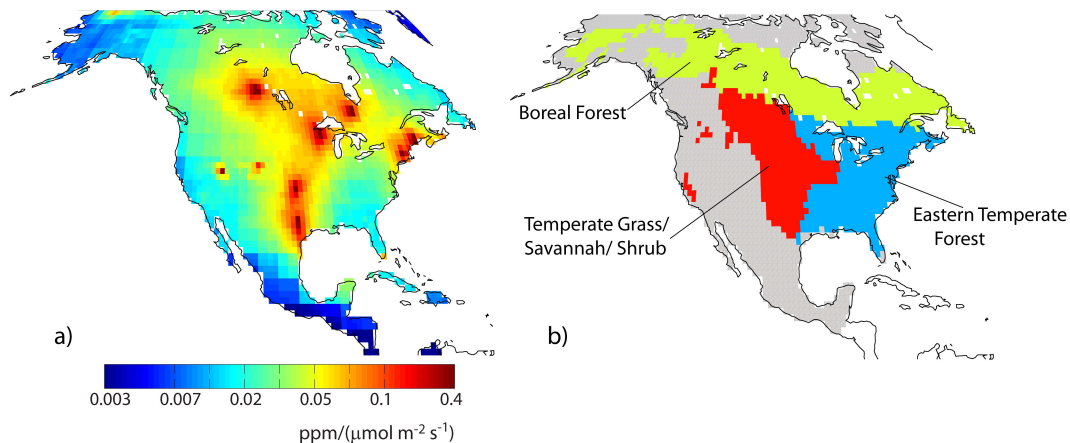 a)
0.003 0.007 0.02 0.05 0.1 0.4
ppm/(μmol m⁻² s⁻¹)
Boreal Forest
Temperate Grass/
Savannah/ Shrub
Eastern Temperate
Forest
b)